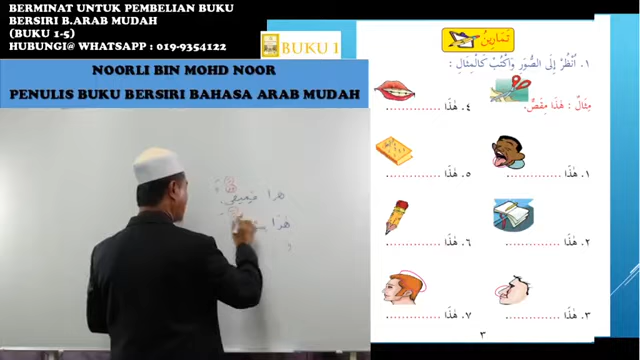 BERMINAT UNTUK PEMBELIAN BUKU
BERSIRI B.ARAB MUDAH
(BUKU 1-5)
HUBUNGI@ WHATSAPP : 019-9354122
NOORLI BIN MOHD NOOR
PENULIS BUKU BERSIRI BAHASA ARAB MUDAH
هذا قميص
هٰذَا
BUKU 1
تَمَارِينُ
١. اُنْظُرْ إِلَى الصُّوَرِ وَاكْتُبْ كَالْمِثَالِ :
مِثَالٌ : هٰذَا مِقَصٌّ.
٤. هٰذَا ................
١. هٰذَا ................
٥. هٰذَا ................
٢. هٰذَا ................
٦. هٰذَا ................
٣. هٰذَا ................
٧. هٰذَا ................
٣